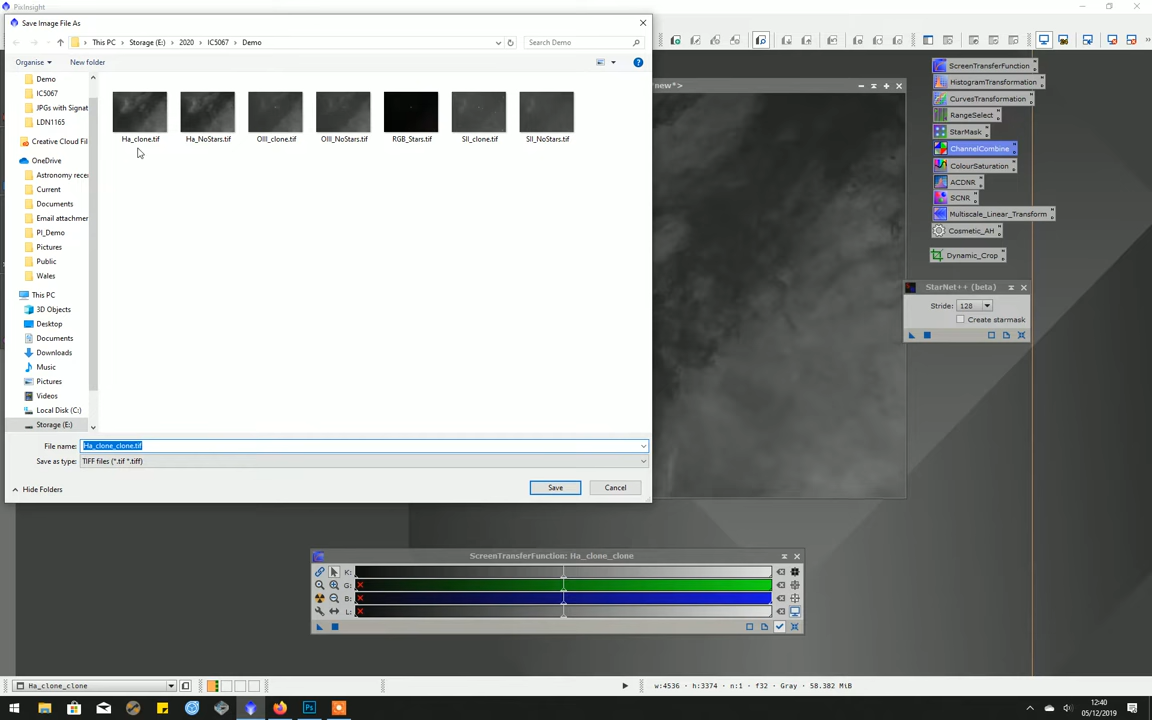 PixInsight
Save Image File As
This PC > Storage (E:) > 2020 > IC5067 > Demo
Search Demo
Organise
New folder
Demo
IC5067
JPGs with Signat
LDN1165
Creative Cloud Fil
OneDrive
Astronomy rece
Current
Documents
Email attachmer
PI_Demo
Pictures
Public
Wales
This PC
3D Objects
Desktop
Documents
Downloads
Music
Pictures
Videos
Local Disk (C:)
Storage (E:)
Ha_clone.tif
Ha_NoStars.tif
OIII_clone.tif
OIII_NoStars.tif
RGB_Stars.tif
SII_clone.tif
SII_NoStars.tif
File name:
Ha_clone_clone.tif
Save as type:
TIFF files (*.tif *.tiff)
Hide Folders
Save
Cancel
new*>
ScreenTransferFunction
HistogramTransformation
CurvesTransformation
RangeSelect
StarMask
ChannelCombine
ColourSaturation
ACDNR
SCNR
Multiscale_Linear_Transform
Cosmetic_AH
Dynamic_Crop
StarNet++ (beta)
Stride:
128
Create starmask
ScreenTransferFunction: Ha_clone_clone
K:
G:
B:
L:
Ha_clone_clone
w:4536 · h:3374 · n:1 · f32 · Gray · 58.382 MiB
12:40
05/12/2019